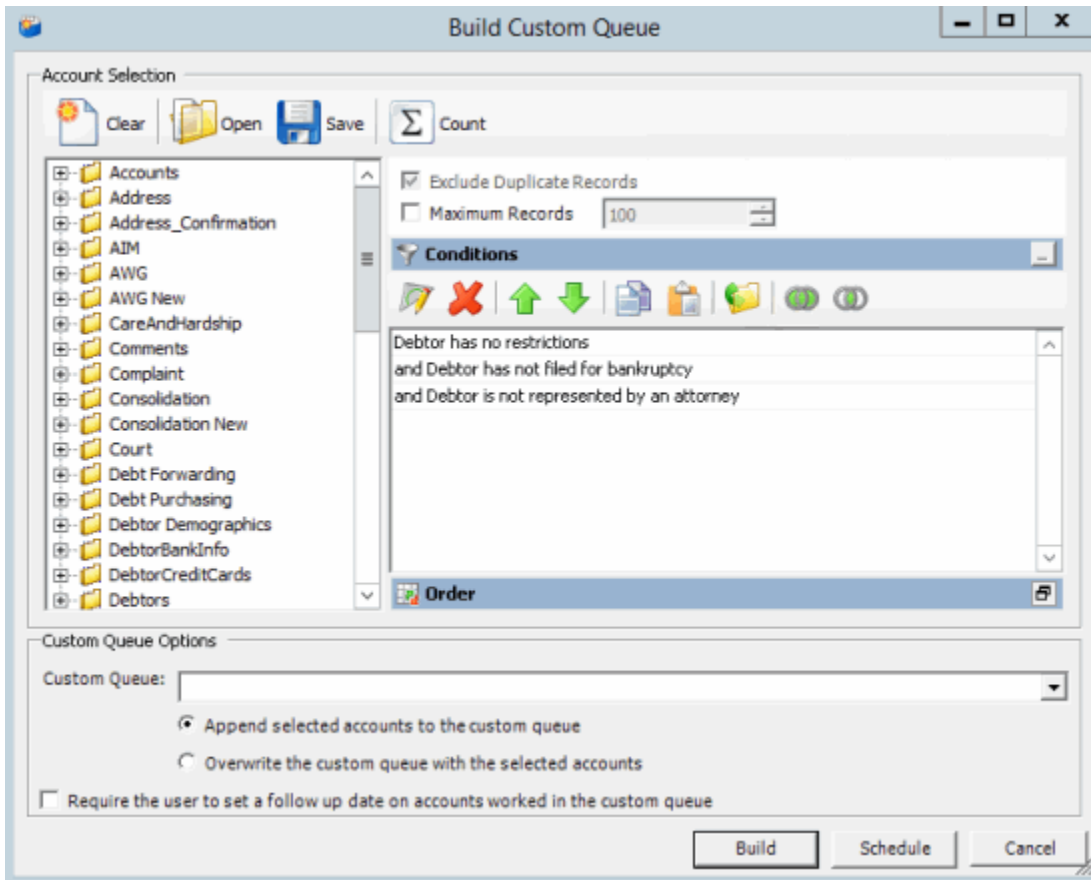 Build Custom Queue
Account Selection
Clear Open Save Count
Accounts
Address
Address_Confirmation
AIM
AWG
AWG New
CareAndHardship
Comments
Complaint
Consolidation
Consolidation New
Court
Debt Forwarding
Debt Purchasing
Debtor Demographics
DebtorBankInfo
DebtorCreditCards
Debtors
Exclude Duplicate Records
Maximum Records 100
Conditions
Debtor has no restrictions
and Debtor has not filed for bankruptcy
and Debtor is not represented by an attorney
Order
Custom Queue Options
Custom Queue:
Append selected accounts to the custom queue
Overwrite the custom queue with the selected accounts
Require the user to set a follow up date on accounts worked in the custom queue
Build Schedule Cancel